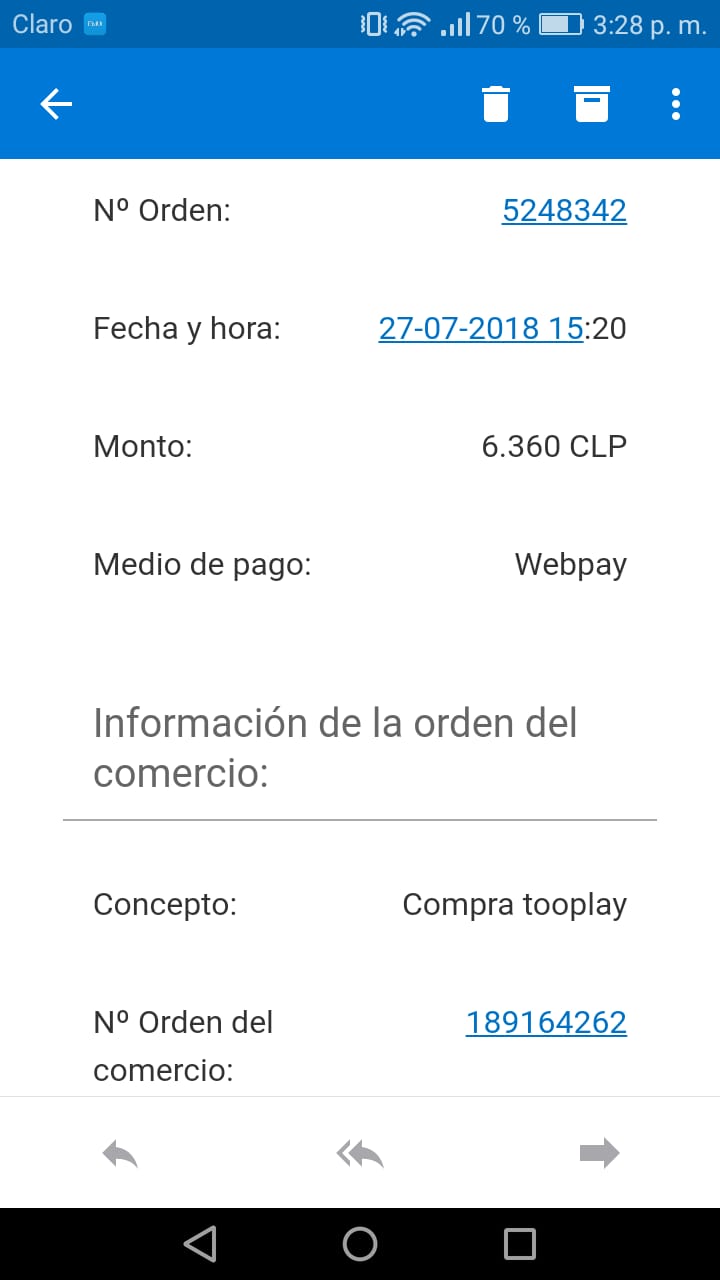 Claro 70 % 3:28 p. m.
Nº Orden: 5248342
Fecha y hora: 27-07-2018 15:20
Monto: 6.360 CLP
Medio de pago: Webpay
Información de la orden del
comercio:
Concepto: Compra tooplay
Nº Orden del 189164262
comercio: